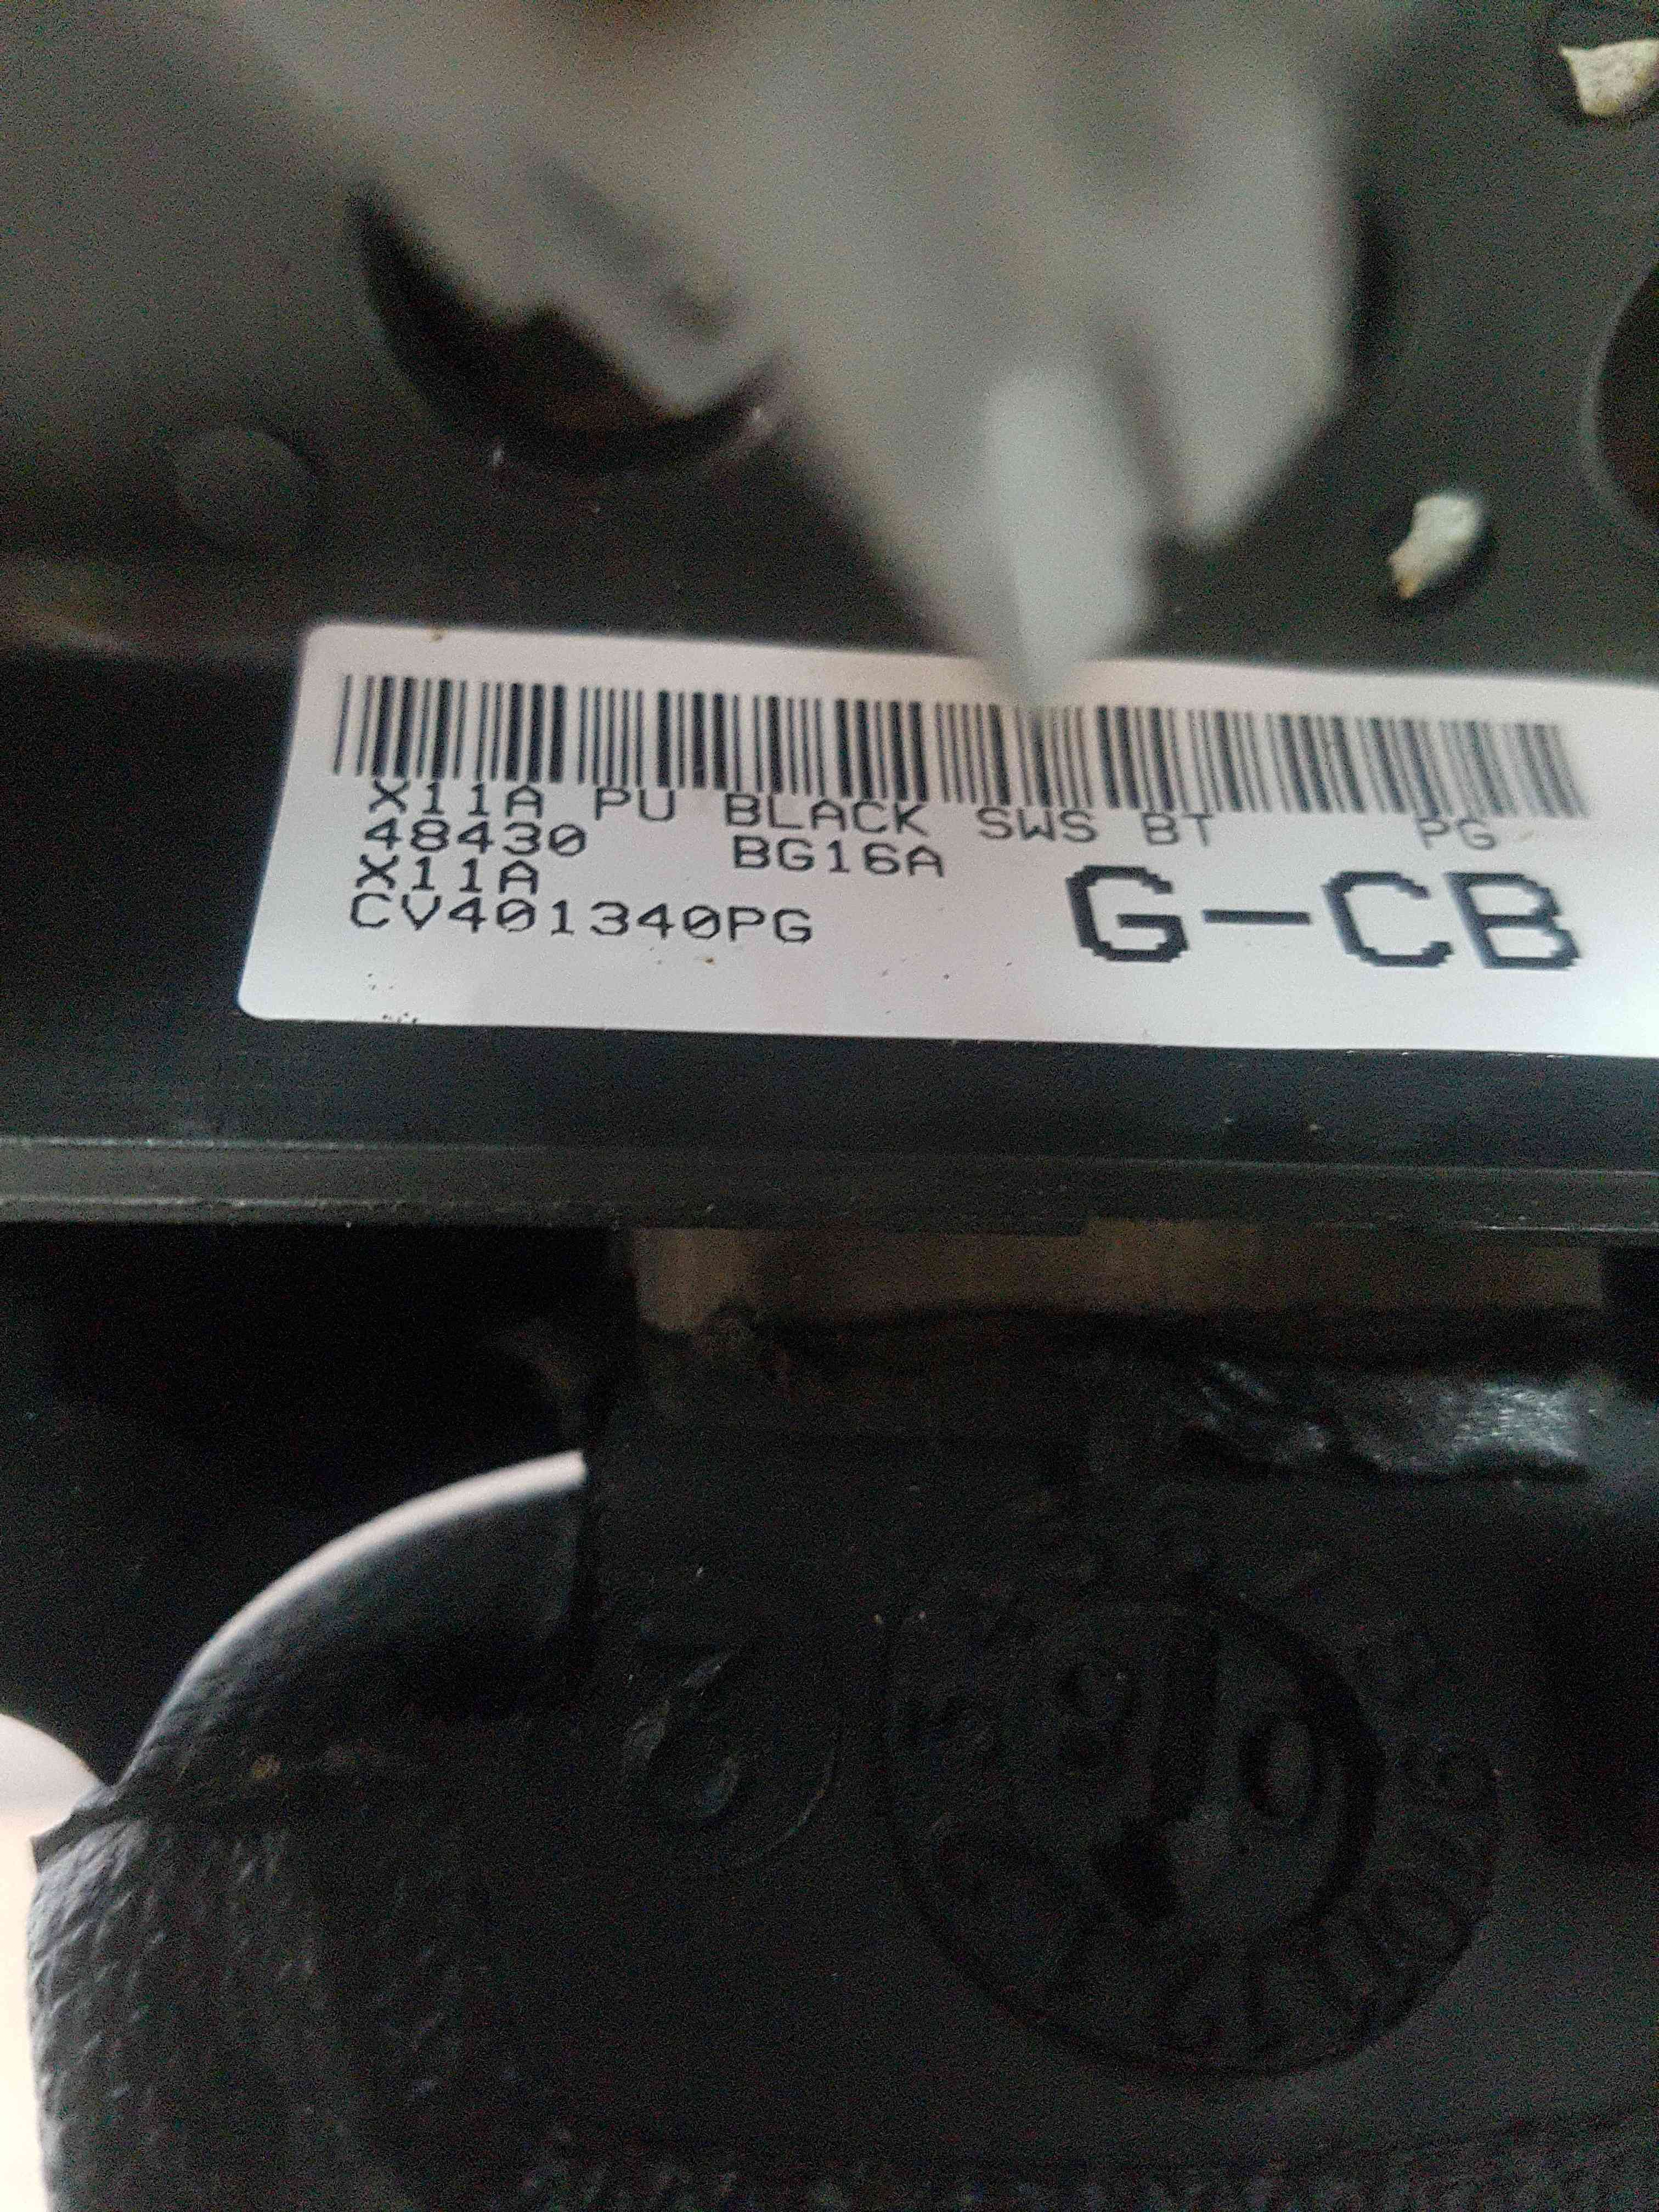 X11A PU BLACK SWS BT PG
48430 BG16A
X11A
CV401340PG
G-CB